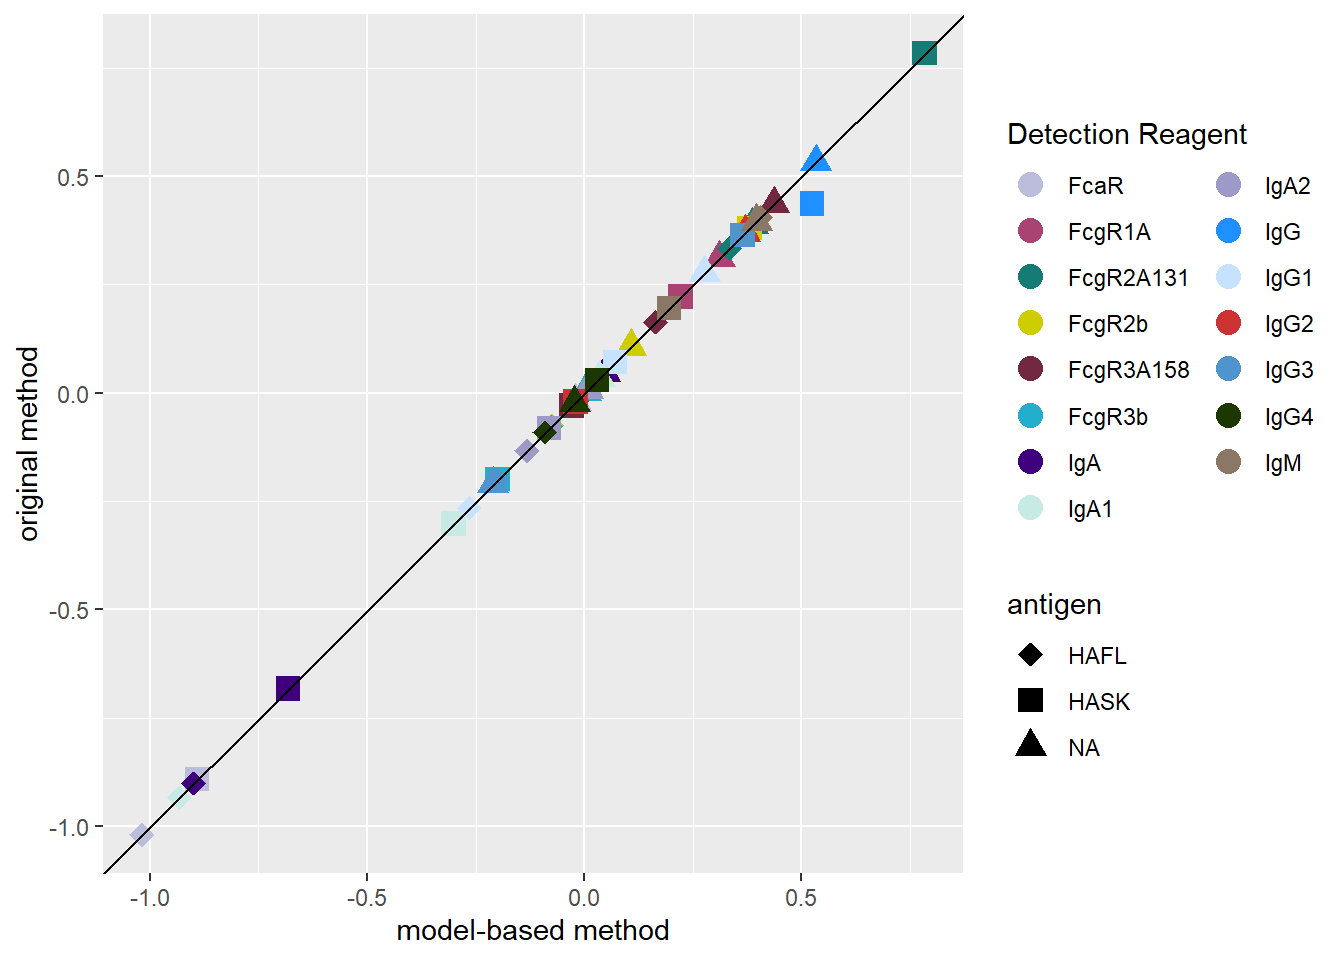 0.5
0.0
-0.5
-1.0
original method
-1.0
-0.5
0.0
0.5
model-based method
Detection Reagent
FcaR
FcgR1A
FcgR2A131
FcgR2b
FcgR3A158
FcgR3b
IgA
IgA1
IgA2
IgG
IgG1
IgG2
IgG3
IgG4
IgM
antigen
HAFL
HASK
NA